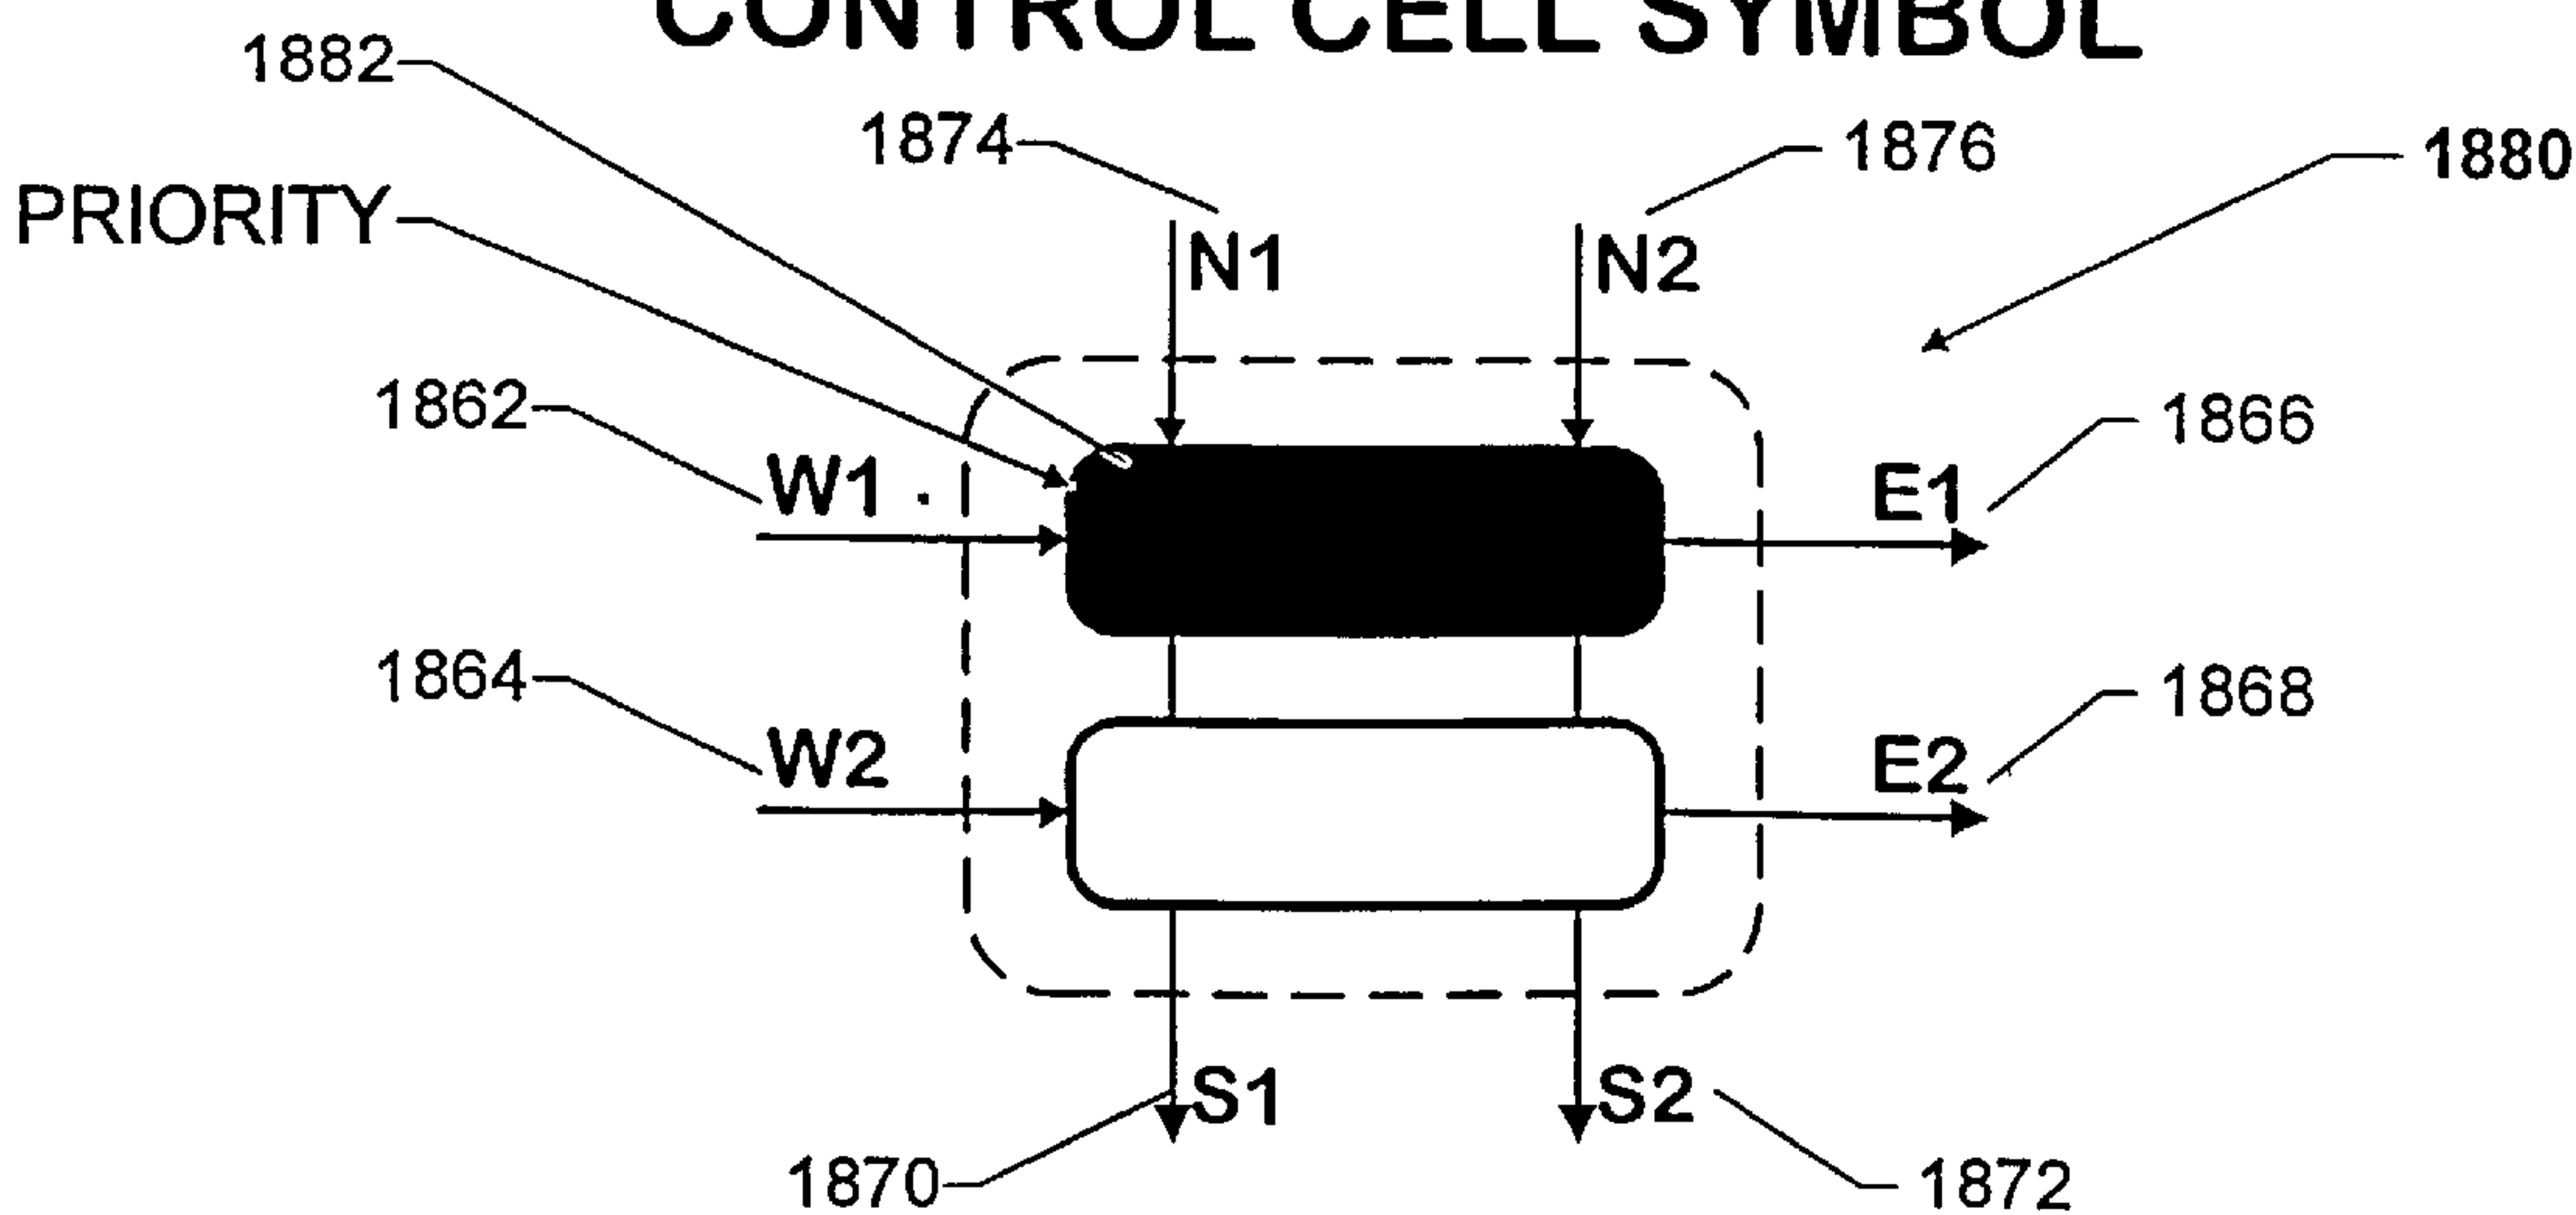 CONTROL CELL SYMBOL
1882
1874
1876
1880
PRIORITY
N1
N2
1862
1866
W1
E1
1864
1868
W2
E2
S1
S2
1870
1872